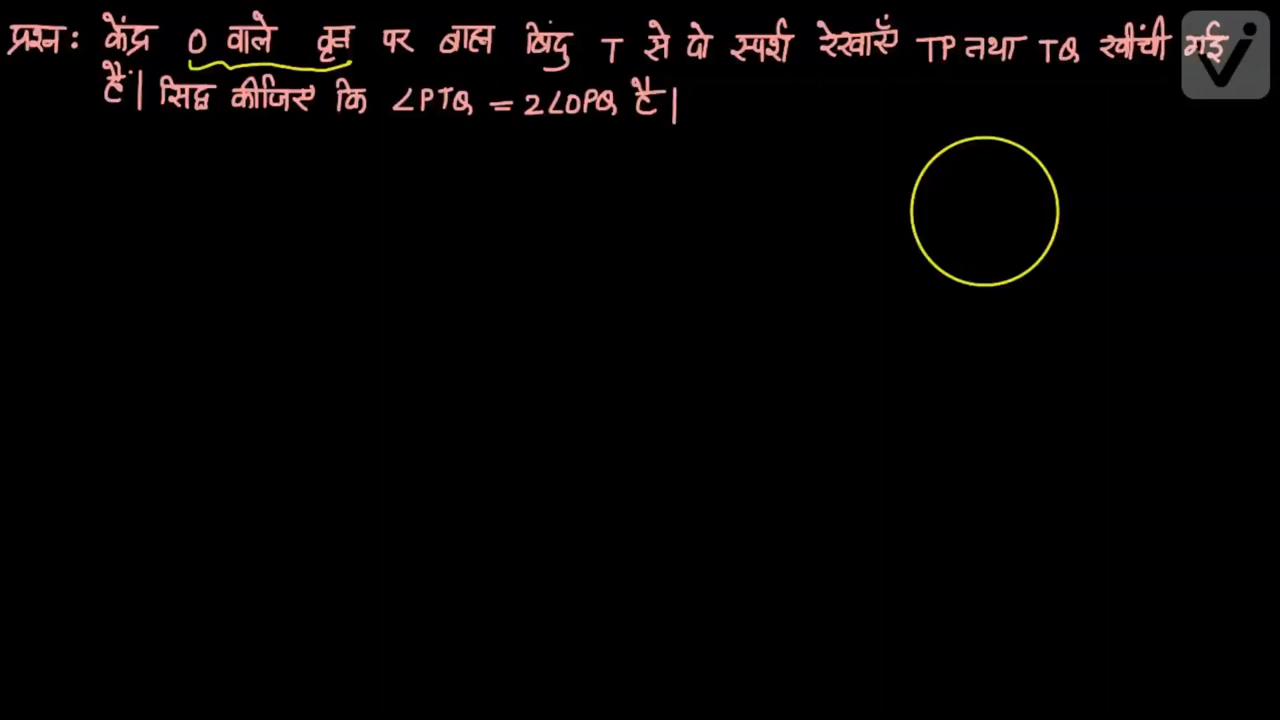 प्रश्न: केंद्र O वाले वृत्त पर बाह्य बिंदु T से दो स्पर्श रेखाएँ TP तथा TQ खींची गई
हैं। सिद्ध कीजिए कि ∠PTQ = 2∠OPQ है।